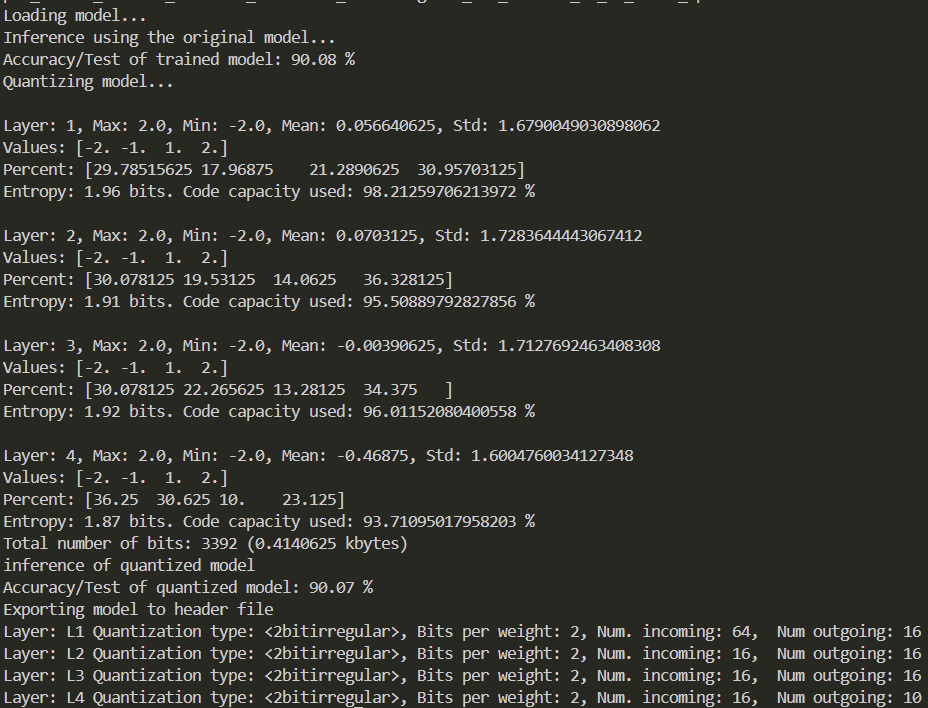 Loading model...
Inference using the original model...
Accuracy/Test of trained model: 90.08 %
Quantizing model...
Layer: 1, Max: 2.0, Min: -2.0, Mean: 0.056640625, Std: 1.6790049030898062
Values: [-2. -1.  1.  2.]
Percent: [29.78515625 17.96875    21.2890625  30.95703125]
Entropy: 1.96 bits. Code capacity used: 98.21259706213972 %
Layer: 2, Max: 2.0, Min: -2.0, Mean: 0.0703125, Std: 1.7283644443067412
Values: [-2. -1.  1.  2.]
Percent: [30.078125 19.53125  14.0625   36.328125]
Entropy: 1.91 bits. Code capacity used: 95.50889792827856 %
Layer: 3, Max: 2.0, Min: -2.0, Mean: -0.00390625, Std: 1.7127692463408308
Values: [-2. -1.  1.  2.]
Percent: [30.078125 22.265625 13.28125  34.375   ]
Entropy: 1.92 bits. Code capacity used: 96.01152080400558 %
Layer: 4, Max: 2.0, Min: -2.0, Mean: -0.46875, Std: 1.6004760034127348
Values: [-2. -1.  1.  2.]
Percent: [36.25  30.625 10.    23.125]
Entropy: 1.87 bits. Code capacity used: 93.71095017958203 %
Total number of bits: 3392 (0.4140625 kbytes)
inference of quantized model
Accuracy/Test of quantized model: 90.07 %
Exporting model to header file
Layer: L1 Quantization type: <2bitirregular>, Bits per weight: 2, Num. incoming: 64,  Num outgoing: 16
Layer: L2 Quantization type: <2bitirregular>, Bits per weight: 2, Num. incoming: 16,  Num outgoing: 16
Layer: L3 Quantization type: <2bitirregular>, Bits per weight: 2, Num. incoming: 16,  Num outgoing: 16
Layer: L4 Quantization type: <2bitirregular>, Bits per weight: 2, Num. incoming: 16,  Num outgoing: 10